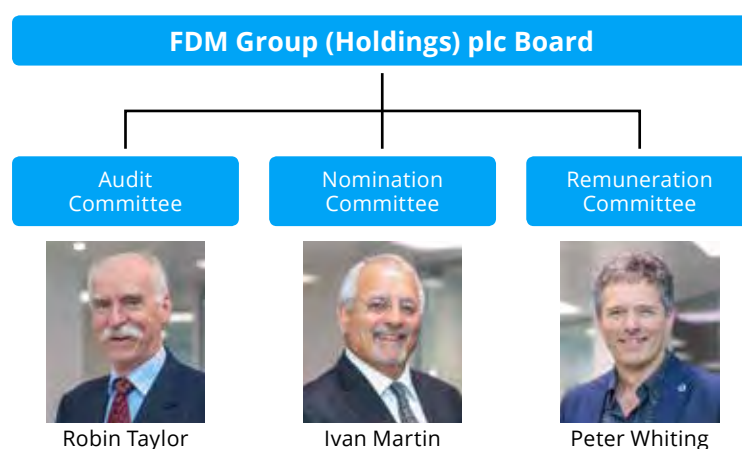 FDM Group (Holdings) plc Board
Audit
Committee
Nomination
Committee
Remuneration
Committee
Robin Taylor
Ivan Martin
Peter Whiting